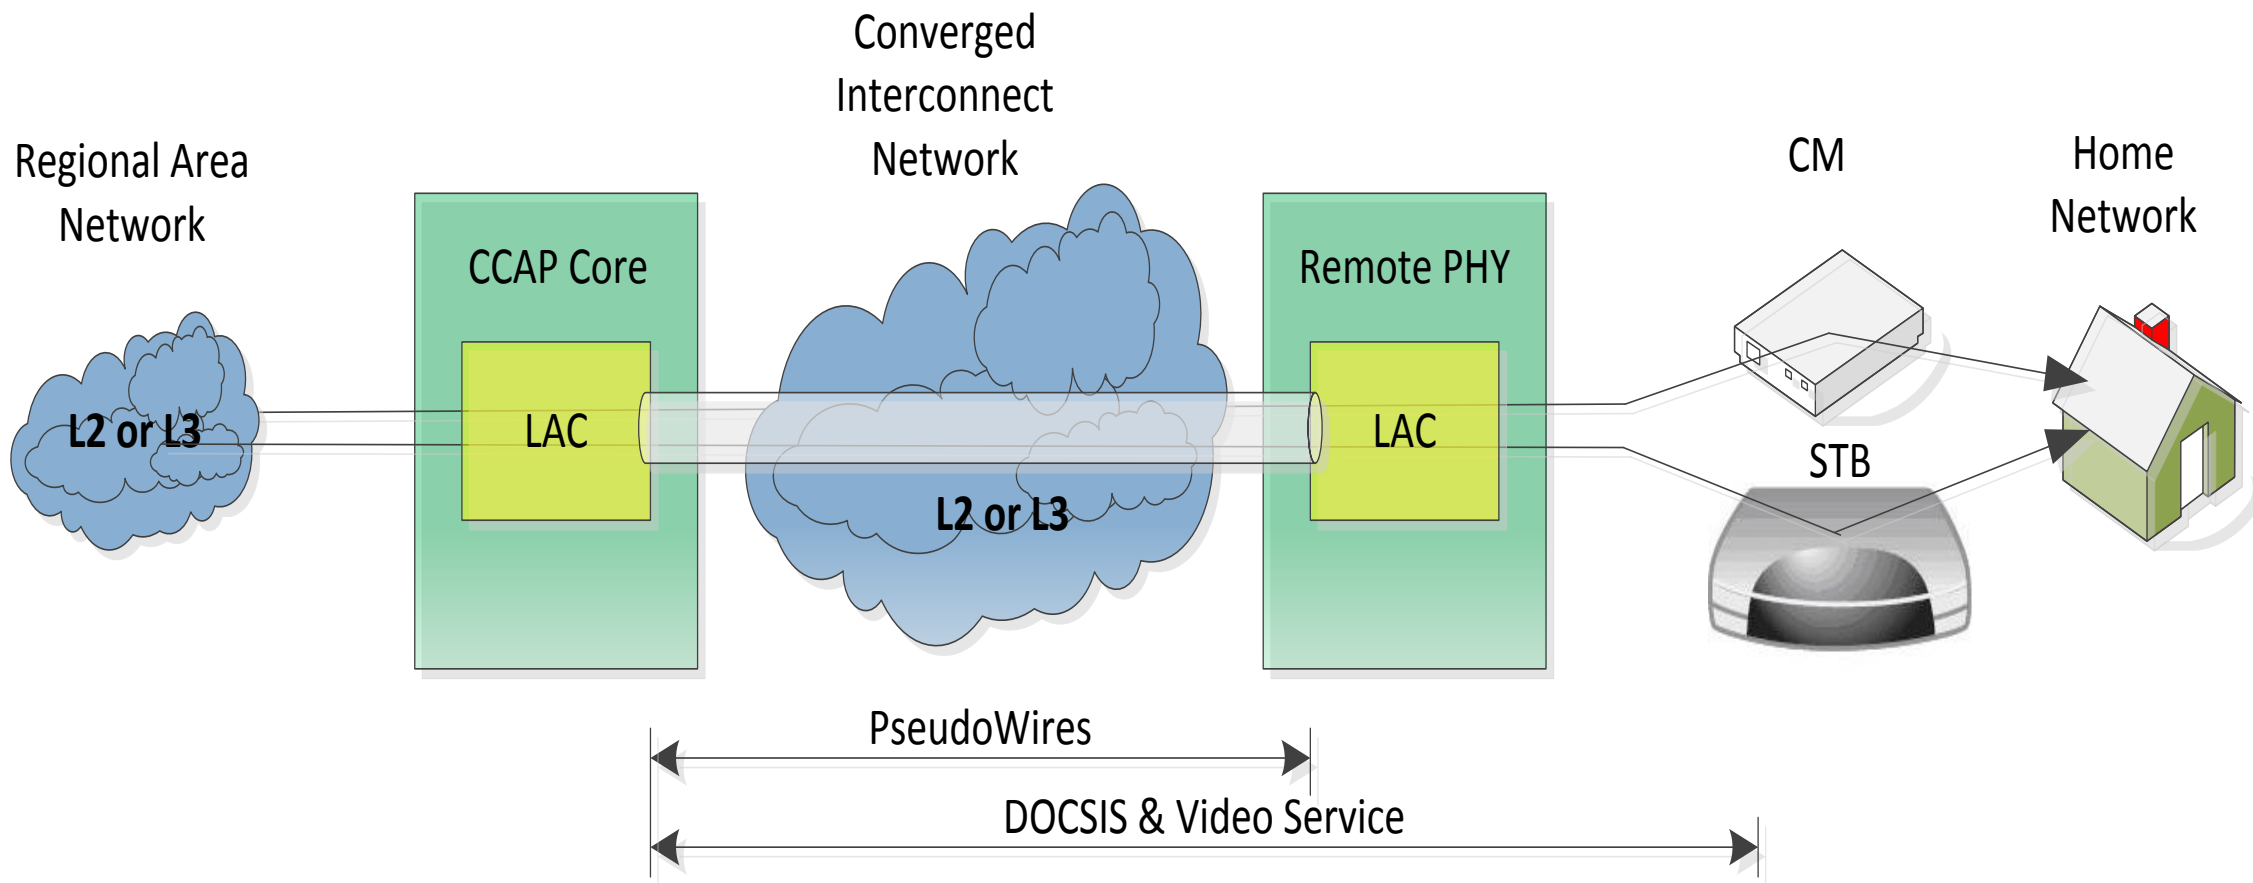 Converged
Interconnect
Network
Regional Area
Network
CM
Home
Network
CCAP Core
Remote PHY
L2 or L3
LAC
LAC
STB
L2 or L3
PseudoWires
DOCSIS & Video Service